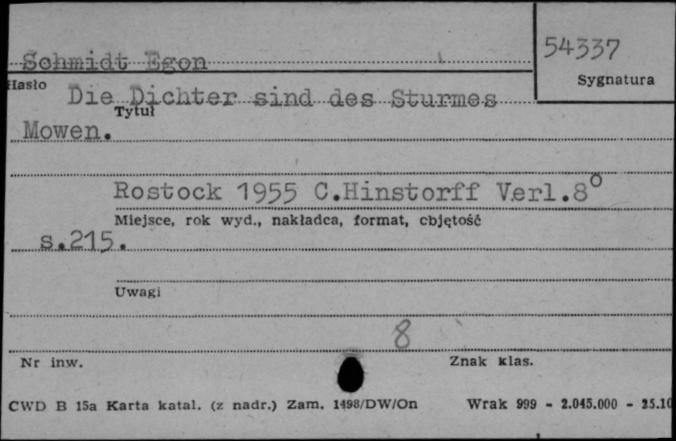 Schmidt Egon
54337
Hasło
Sygnatura
Die Dichter sind des Sturmes
Tytuł
Mowen.
Rostock 1955 C.Hinstorff Verl.8°
Miejsce, rok wyd., nakładca, format, objętość
s.215.
Uwagi
8
Nr inw.
Znak klas.
CWD B 15a Karta katal. (z nadr.) Zam. 1498/DW/On
Wrak 999 - 2.045.000 - 25.10